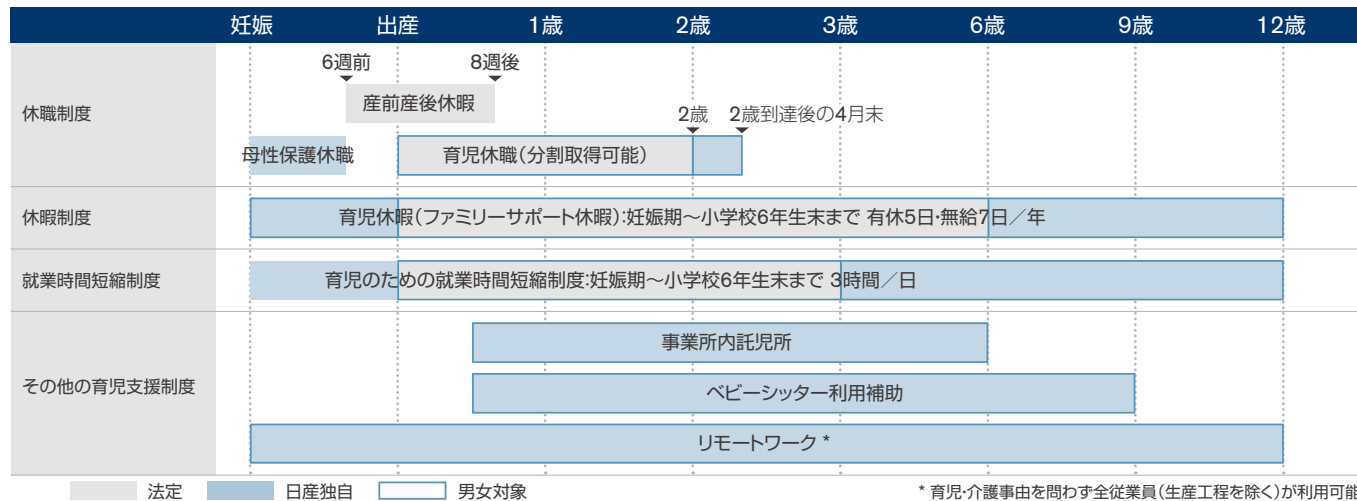 妊娠 出産 1歳 2歳 3歳 6歳 9歳 12歳
6週前 8週後
休職制度
産前産後休暇
2歳 2歳到達後の4月末
母性保護休職 育児休職(分割取得可能)
休暇制度 育児休暇(ファミリーサポート休暇):妊娠期〜小学校6年生末まで 有休5日・無給7日/年
就業時間短縮制度 育児のための就業時間短縮制度:妊娠期〜小学校6年生末まで 3時間/日
事業所内託児所
その他の育児支援制度 ベビーシッター利用補助
リモートワーク *
法定 日産独自 男女対象 * 育児・介護事由を問わず全従業員(生産工程を除く)が利用可能